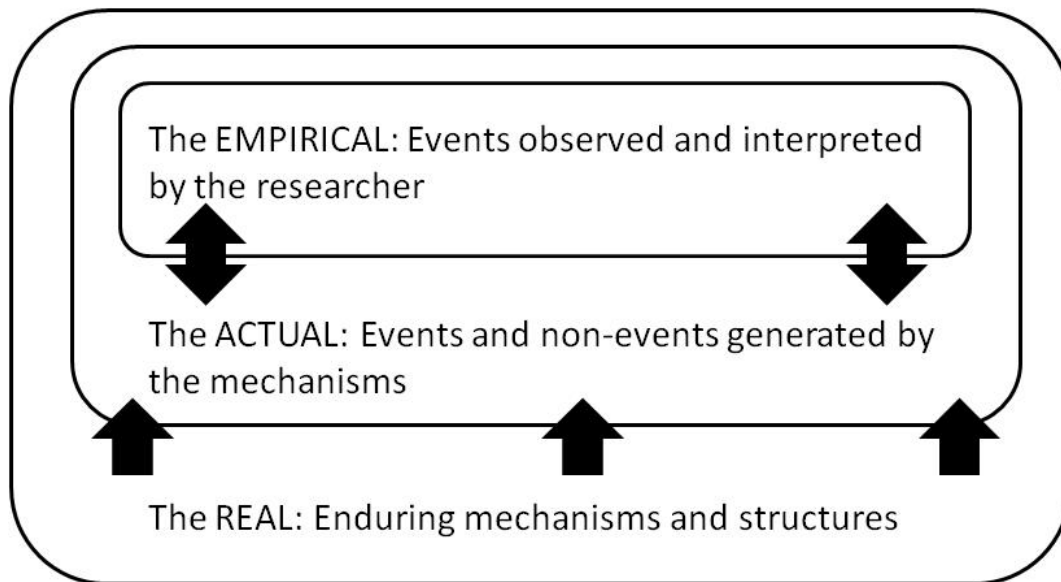 The EMPIRICAL: Events observed and interpreted
by the researcher
The ACTUAL: Events and non-events generated by
the mechanisms
The REAL: Enduring mechanisms and structures